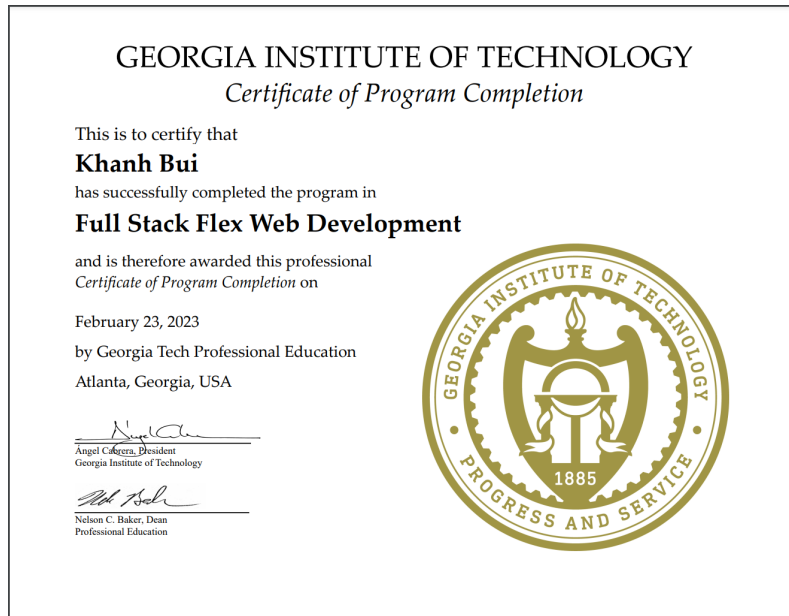 GEORGIA INSTITUTE OF TECHNOLOGY
Certificate of Program Completion
This is to certify that
Khanh Bui
has successfully completed the program in
Full Stack Flex Web Development
and is therefore awarded this professional
Certificate of Program Completion on
February 23, 2023
by Georgia Tech Professional Education
Atlanta, Georgia, USA
Ángel Cabrera, President
Georgia Institute of Technology
Nelson C. Baker, Dean
Professional Education
GEORGIA INSTITUTE OF TECHNOLOGY
1885
PROGRESS AND SERVICE